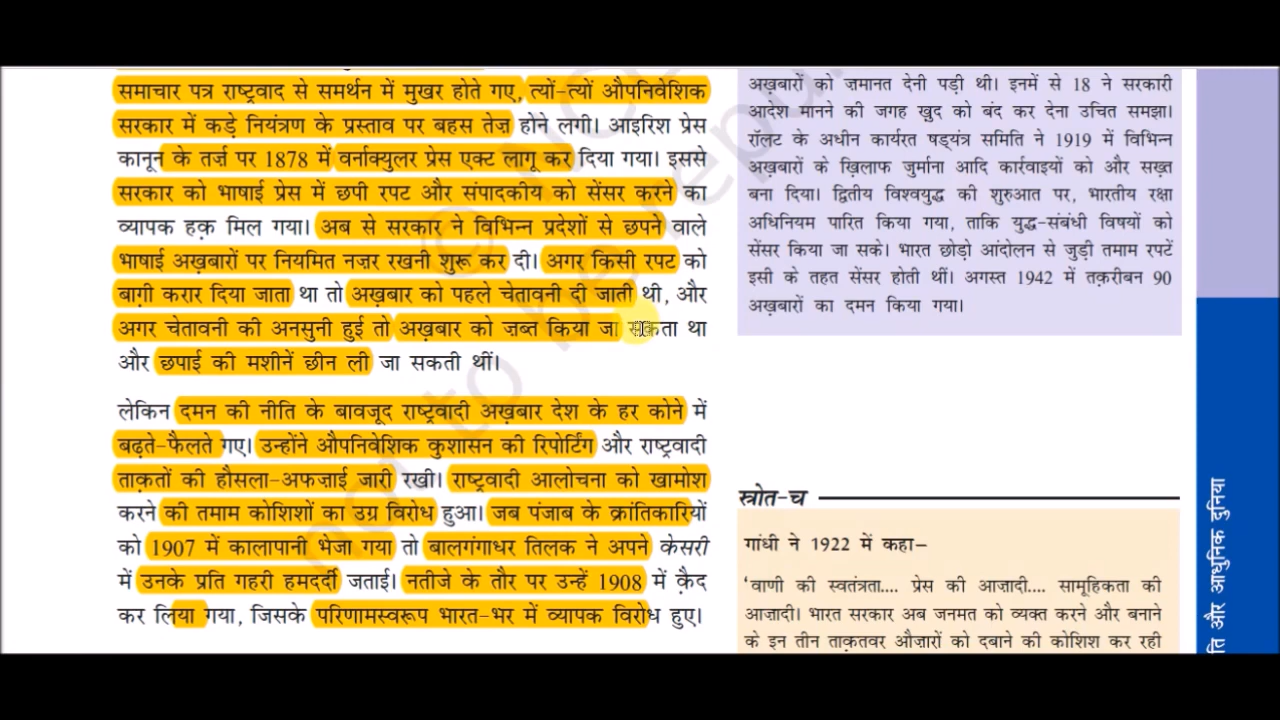 समाचार पत्र राष्ट्रवाद से समर्थन में मुखर होते गए, त्यों-त्यों औपनिवेशिक
सरकार में कड़े नियंत्रण के प्रस्ताव पर बहस तेज़ होने लगी। आइरिश प्रेस
कानून के तर्ज पर 1878 में वर्नाक्युलर प्रेस एक्ट लागू कर दिया गया। इससे
सरकार को भाषाई प्रेस में छपी रपट और संपादकीय को सेंसर करने का
व्यापक हक़ मिल गया। अब से सरकार ने विभिन्न प्रदेशों से छपने वाले
भाषाई अख़बारों पर नियमित नज़र रखनी शुरू कर दी। अगर किसी रपट को
बाग़ी करार दिया जाता था तो अख़बार को पहले चेतावनी दी जाती थी, और
अगर चेतावनी की अनसुनी हुई तो अख़बार को ज़ब्त किया जा सकता था
और छपाई की मशीनें छीन ली जा सकती थीं।
लेकिन दमन की नीति के बावजूद राष्ट्रवादी अख़बार देश के हर कोने में
बढ़ते-फैलते गए। उन्होंने औपनिवेशिक कुशासन की रिपोर्टिंग और राष्ट्रवादी
ताक़तों की हौसला-अफज़ाई जारी रखी। राष्ट्रवादी आलोचना को खामोश
करने की तमाम कोशिशों का उग्र विरोध हुआ। जब पंजाब के क्रांतिकारियों
को 1907 में कालापानी भेजा गया तो बालगंगाधर तिलक ने अपने केसरी
में उनके प्रति गहरी हमदर्दी जताई। नतीजे के तौर पर उन्हें 1908 में क़ैद
कर लिया गया, जिसके परिणामस्वरूप भारत-भर में व्यापक विरोध हुए।
अख़बारों को ज़मानत देनी पड़ी थी। इनमें से 18 ने सरकारी
आदेश मानने की जगह खुद को बंद कर देना उचित समझा।
रॉलट के अधीन कार्यरत षड्यंत्र समिति ने 1919 में विभिन्न
अख़बारों के ख़िलाफ जुर्माना आदि कार्रवाइयों को और सख़्त
बना दिया। द्वितीय विश्वयुद्ध की शुरुआत पर, भारतीय रक्षा
अधिनियम पारित किया गया, ताकि युद्ध-संबंधी विषयों को
सेंसर किया जा सके। भारत छोड़ो आंदोलन से जुड़ी तमाम रपटें
इसी के तहत सेंसर होती थीं। अगस्त 1942 में तक़रीबन 90
अख़बारों का दमन किया गया।
स्त्रोत-च
गांधी ने 1922 में कहा–
'वाणी की स्वतंत्रता.... प्रेस की आज़ादी.... सामूहिकता की
आज़ादी। भारत सरकार अब जनमत को व्यक्त करने और बनाने
के इन तीन ताक़तवर औज़ारों को दबाने की कोशिश कर रही
और आधुनिक दुनिया